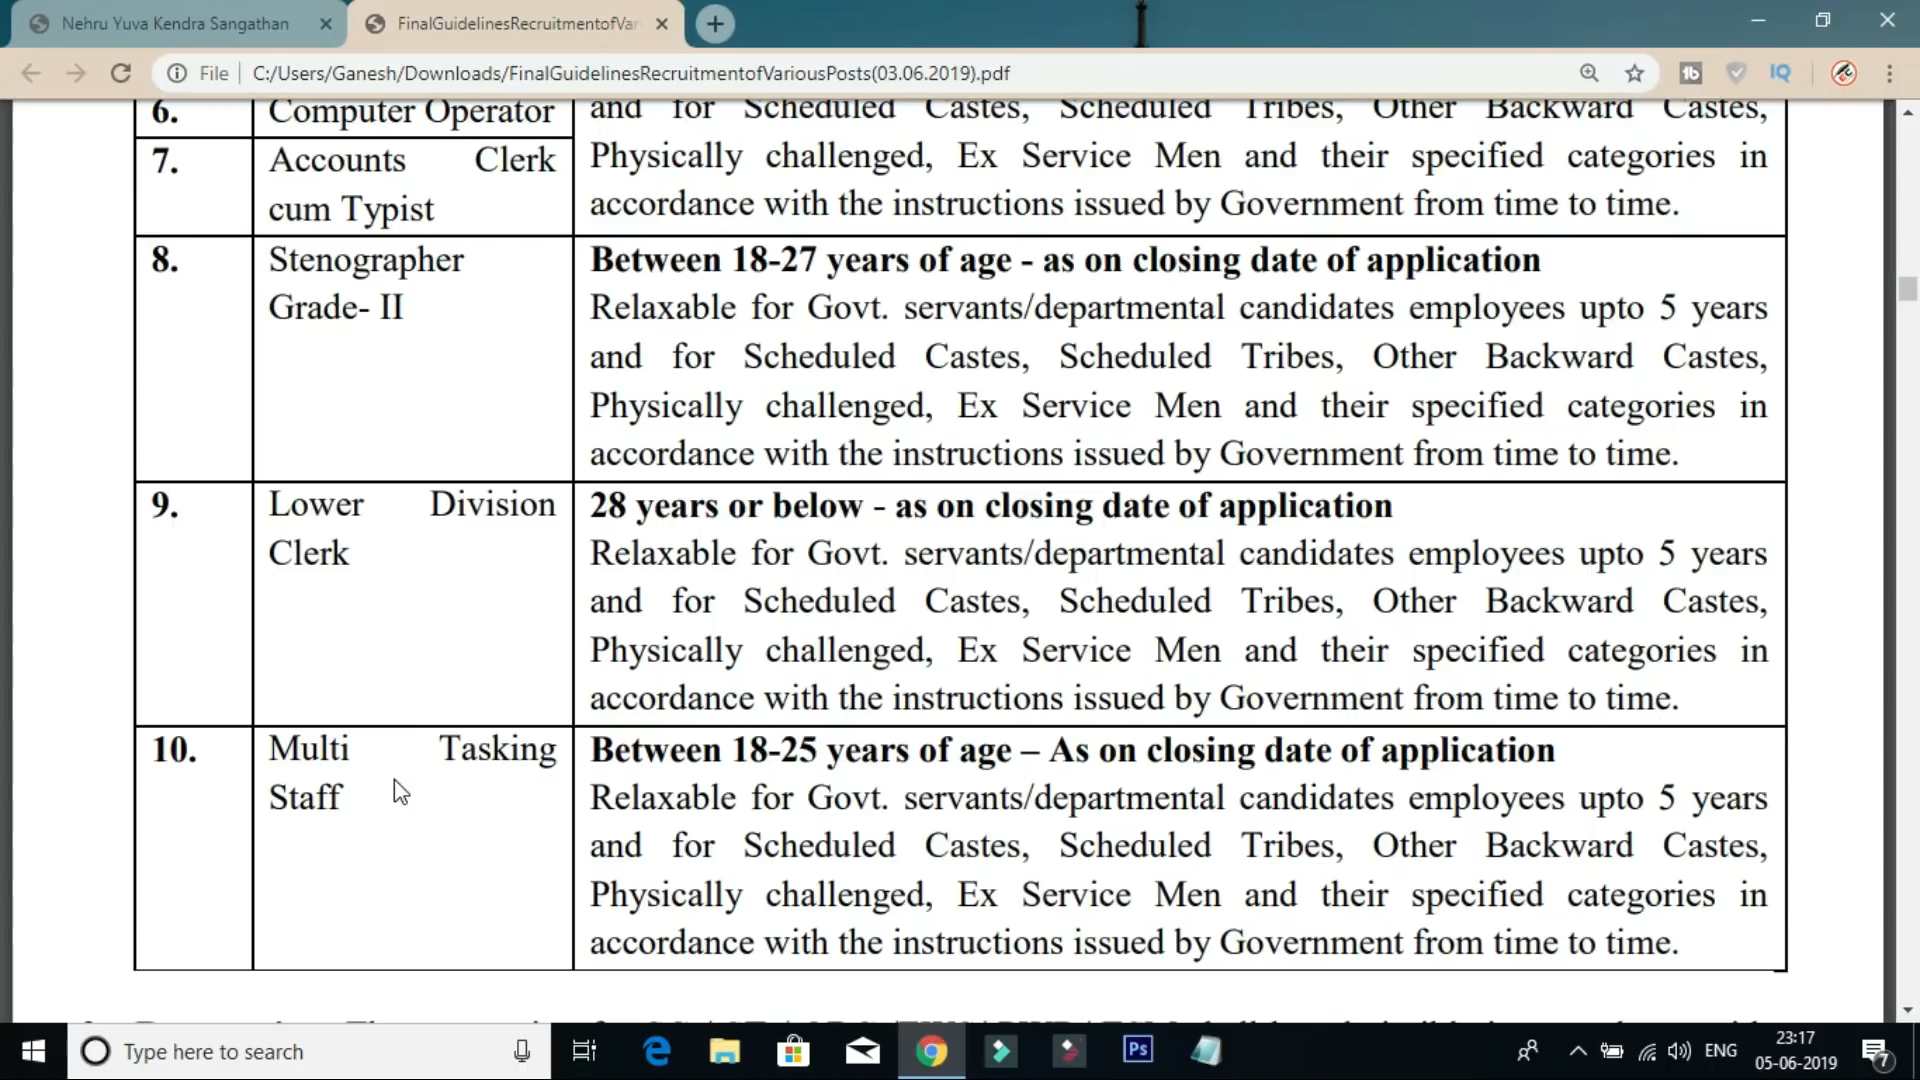 Nehru Yuva Kendra Sangathan
FinalGuidelinesRecruitmentofVar
File
C:/Users/Ganesh/Downloads/FinalGuidelinesRecruitmentofVariousPosts(03.06.2019).pdf
6. Computer Operator
and for Scheduled Castes, Scheduled Tribes, Other Backward Castes,
7. Accounts Clerk
cum Typist
Physically challenged, Ex Service Men and their specified categories in
accordance with the instructions issued by Government from time to time.
8. Stenographer
Grade- II
Between 18-27 years of age - as on closing date of application
Relaxable for Govt. servants/departmental candidates employees upto 5 years
and for Scheduled Castes, Scheduled Tribes, Other Backward Castes,
Physically challenged, Ex Service Men and their specified categories in
accordance with the instructions issued by Government from time to time.
9. Lower Division
Clerk
28 years or below - as on closing date of application
Relaxable for Govt. servants/departmental candidates employees upto 5 years
and for Scheduled Castes, Scheduled Tribes, Other Backward Castes,
Physically challenged, Ex Service Men and their specified categories in
accordance with the instructions issued by Government from time to time.
10. Multi Tasking
Staff
Between 18-25 years of age – As on closing date of application
Relaxable for Govt. servants/departmental candidates employees upto 5 years
and for Scheduled Castes, Scheduled Tribes, Other Backward Castes,
Physically challenged, Ex Service Men and their specified categories in
accordance with the instructions issued by Government from time to time.
Type here to search
Ps
ENG
23:17
05-06-2019
7